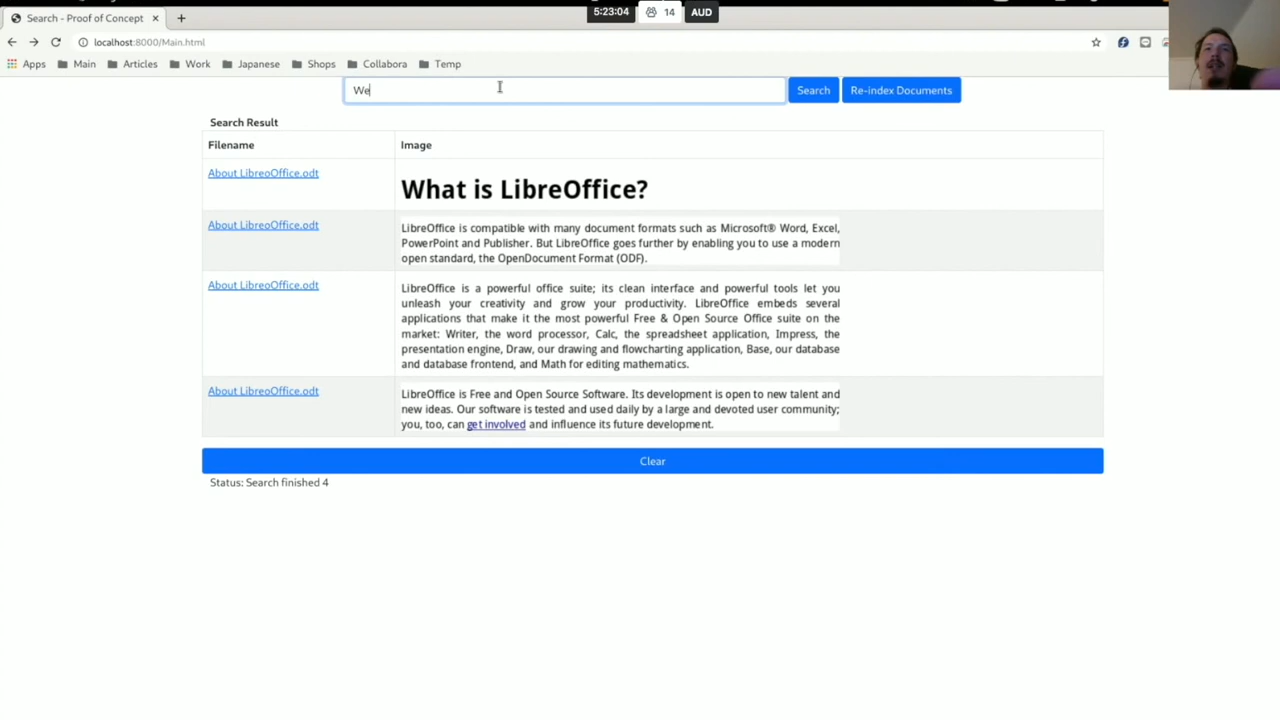 5:23:04 14 AUD
Search - Proof of Concept
localhost:8000/Main.html
Apps Main Articles Work Japanese Shops Collabora Temp
We Search Re-index Documents
Search Result
Filename Image
About LibreOffice.odt What is LibreOffice?
About LibreOffice.odt LibreOffice is compatible with many document formats such as Microsoft® Word, Excel,
PowerPoint and Publisher. But LibreOffice goes further by enabling you to use a modern
open standard, the OpenDocument Format (ODF).
About LibreOffice.odt LibreOffice is a powerful office suite; its clean interface and powerful tools let you
unleash your creativity and grow your productivity. LibreOffice embeds several
applications that make it the most powerful Free & Open Source Office suite on the
market: Writer, the word processor, Calc, the spreadsheet application, Impress, the
presentation engine, Draw, our drawing and flowcharting application, Base, our database
and database frontend, and Math for editing mathematics.
About LibreOffice.odt LibreOffice is Free and Open Source Software. Its development is open to new talent and
new ideas. Our software is tested and used daily by a large and devoted user community;
you, too, can get involved and influence its future development.
Clear
Status: Search finished 4